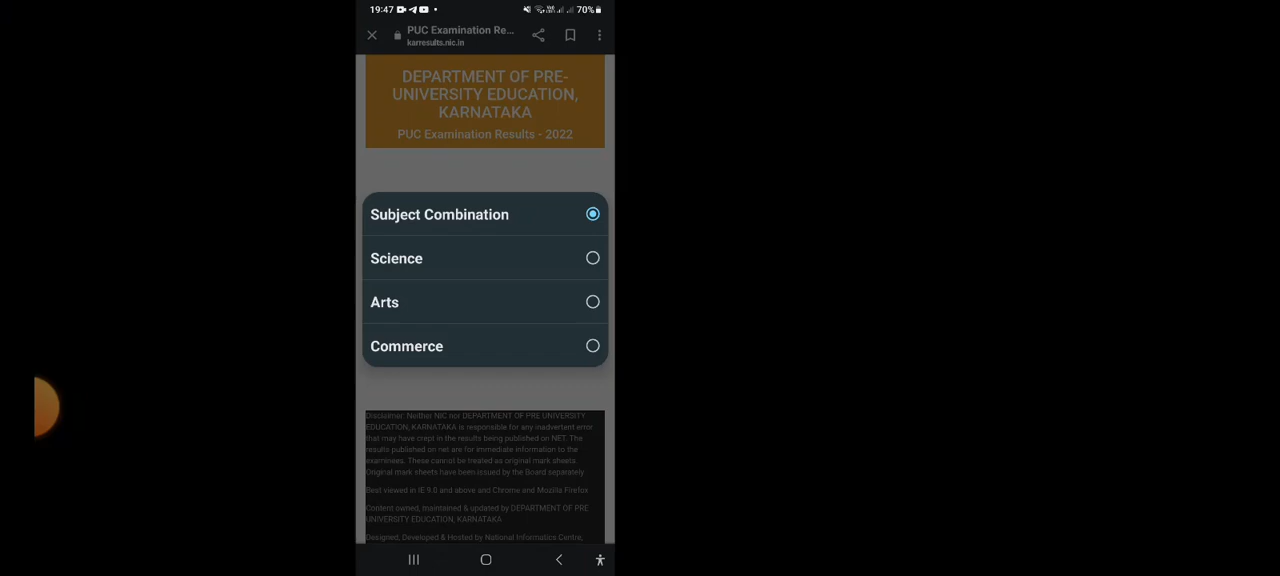 19:47 70%
PUC Examination Re...
karresults.nic.in
DEPARTMENT OF PRE-
UNIVERSITY EDUCATION,
KARNATAKA
PUC Examination Results - 2022
Subject Combination
Science
Arts
Commerce
Disclaimer: Neither NIC nor DEPARTMENT OF PRE UNIVERSITY
EDUCATION, KARNATAKA is responsible for any inadvertent error
that may have crept in the results being published on NET. The
results published on net are for immediate information to the
examinees. These cannot be treated as original mark sheets.
Original mark sheets have been issued by the Board separately.
Best viewed in IE 9.0 and above and Chrome and Mozilla Firefox
Content owned, maintained & updated by DEPARTMENT OF PRE
UNIVERSITY EDUCATION, KARNATAKA
Designed, Developed & Hosted by National Informatics Centre,